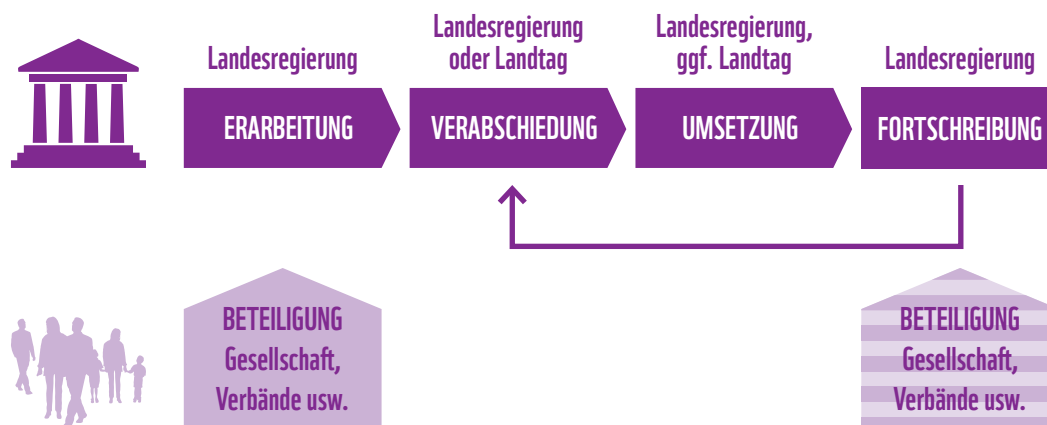 Landesregierung
Landesregierung
oder Landtag
Landesregierung,
ggf. Landtag
Landesregierung
ERARBEITUNG
VERABSCHIEDUNG
UMSETZUNG
FORTSCHREIBUNG
BETEILIGUNG
Gesellschaft,
Verbände usw.
BETEILIGUNG
Gesellschaft,
Verbände usw.